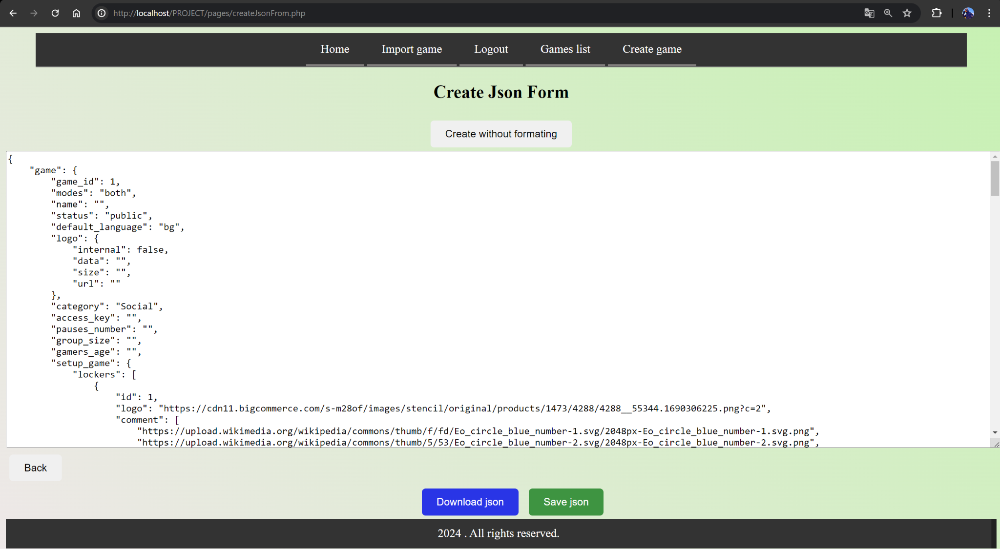 http://localhost/PROJECT/pages/createJsonFrom.php
Home Import game Logout Games list Create game
Create Json Form
Create without formating
{
    "game": {
        "game_id": 1,
        "modes": "both",
        "name": "",
        "status": "public",
        "default_language": "bg",
        "logo": {
            "internal": false,
            "data": "",
            "size": "",
            "url": ""
        },
        "category": "Social",
        "access_key": "",
        "pauses_number": "",
        "group_size": "",
        "gamers_age": "",
        "setup_game": {
            "lockers": [
                {
                    "id": 1,
                    "logo": "https://cdn11.bigcommerce.com/s-m28of/images/stencil/original/products/1473/4288/4288__55344.1690306225.png?c=2",
                    "comment": [
                        "https://upload.wikimedia.org/wikipedia/commons/thumb/f/fd/Eo_circle_blue_number-1.svg/2048px-Eo_circle_blue_number-1.svg.png",
                        "https://upload.wikimedia.org/wikipedia/commons/thumb/5/53/Eo_circle_blue_number-2.svg/2048px-Eo_circle_blue_number-2.svg.png",
Back
Download json Save json
2024 . All rights reserved.